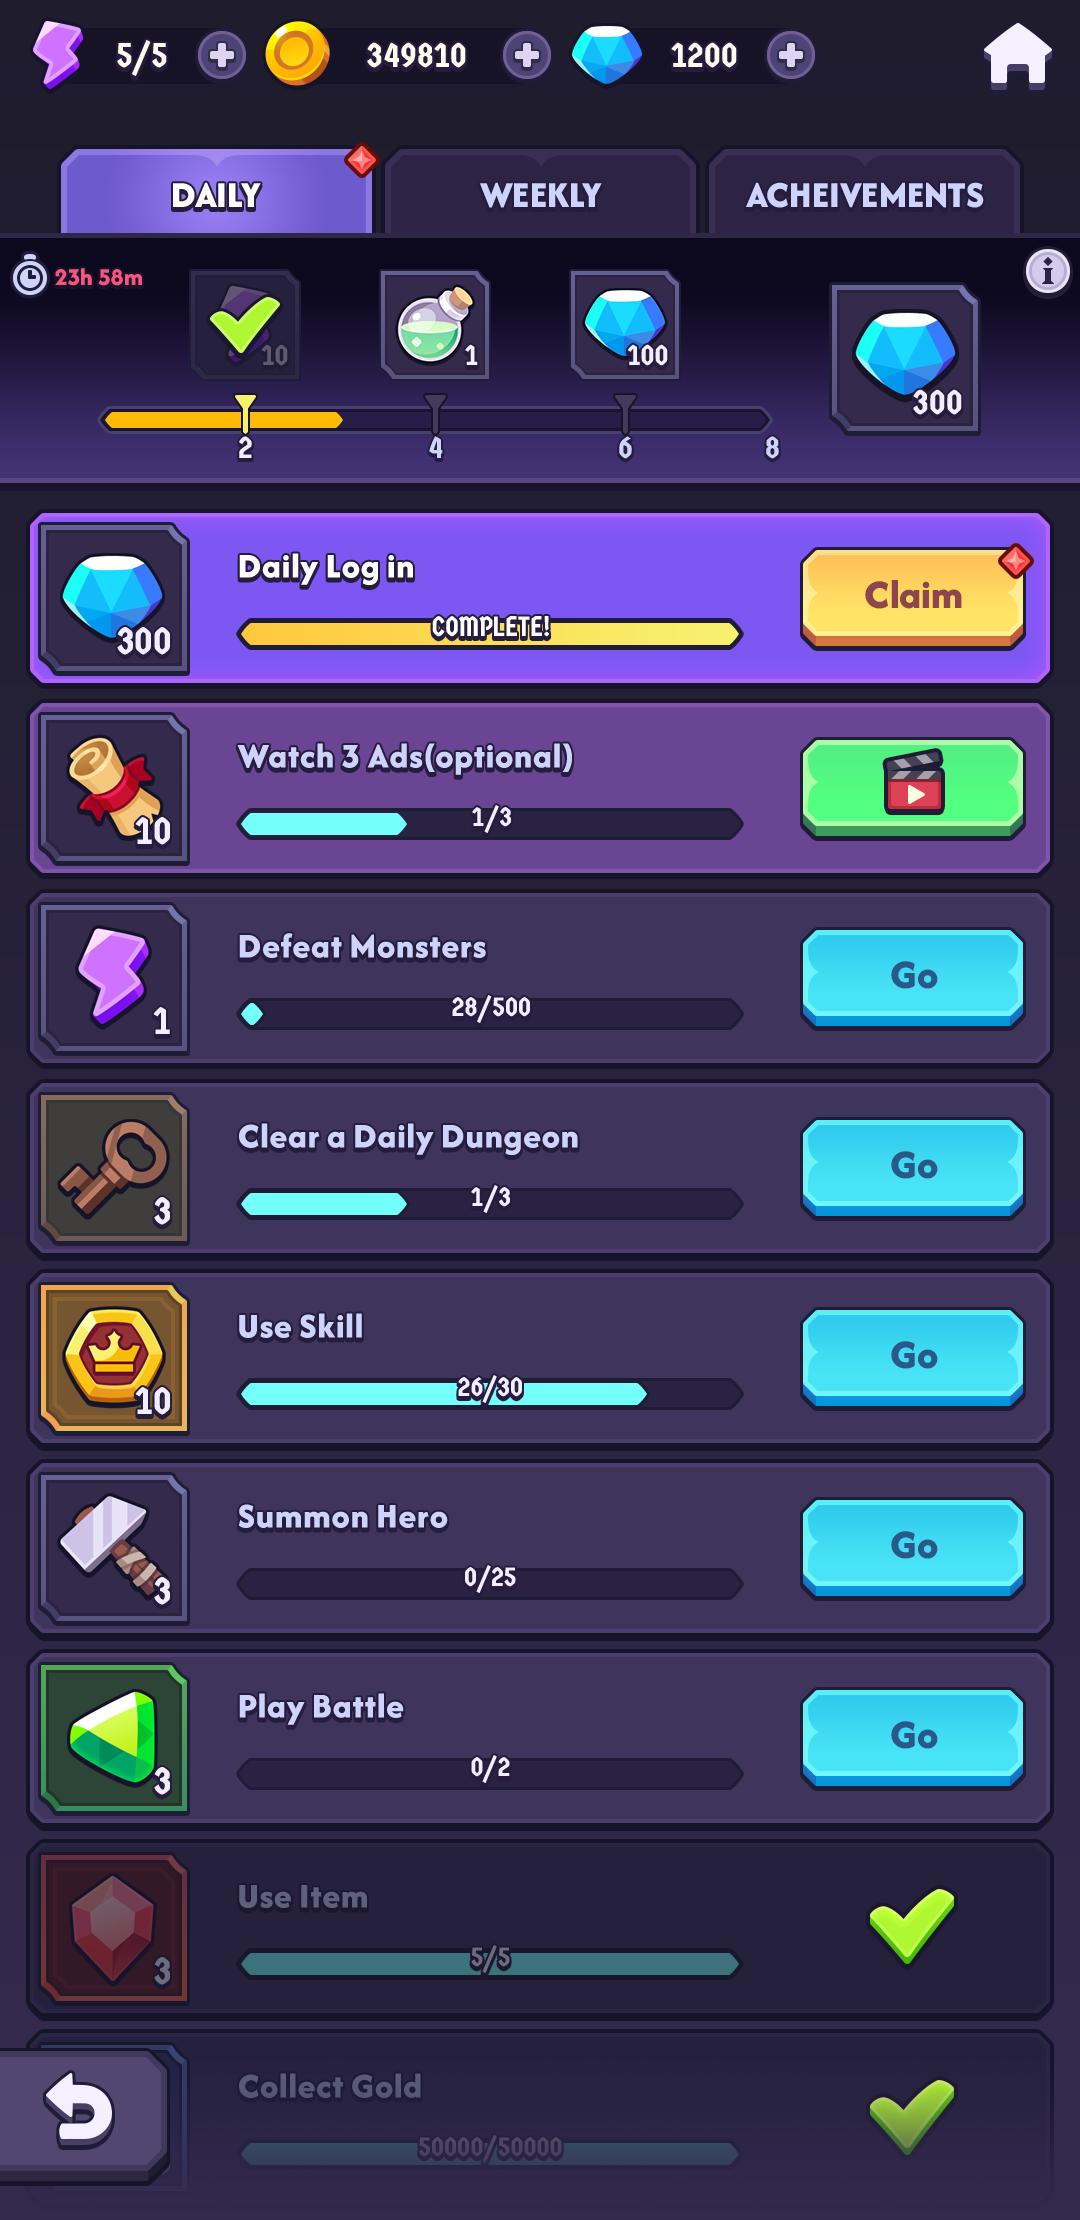 5/5 349810 1200
DAILY WEEKLY ACHEIVEMENTS
23h 58m
10 1 100 300
2 4 6 8
Daily Log in
300 COMPLETE! Claim
Watch 3 Ads(optional)
10 1/3
Defeat Monsters
1 28/500 Go
Clear a Daily Dungeon
3 1/3 Go
Use Skill
10 26/30 Go
Summon Hero
3 0/25 Go
Play Battle
3 0/2 Go
Use Item
3 5/5
Collect Gold
50000/50000